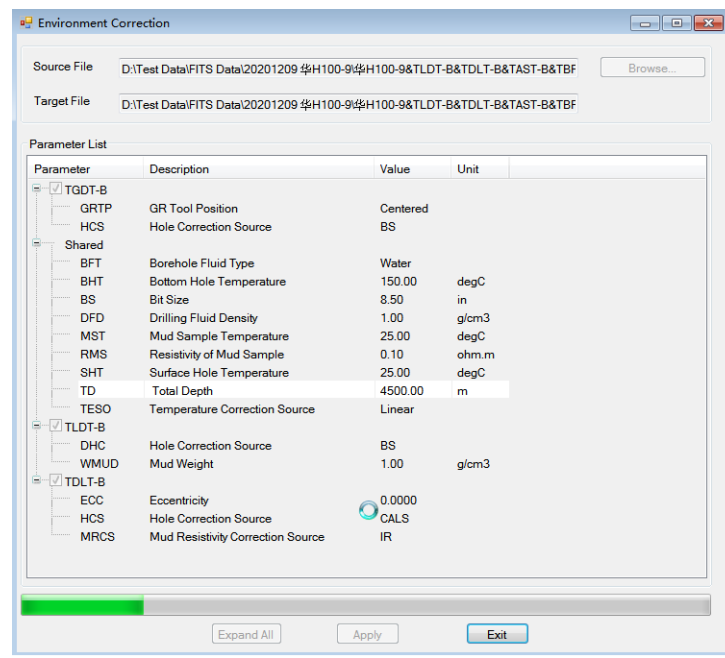 Environment Correction
Source File D:\Test Data\FITS Data\20201209 华H100-9\华H100-9&TLDT-B&TDLT-B&TAST-B&TBF Browse...
Target File D:\Test Data\FITS Data\20201209 华H100-9\华H100-9&TLDT-B&TDLT-B&TAST-B&TBF
Parameter List
Parameter Description Value Unit
TGDT-B
GRTP GR Tool Position Centered
HCS Hole Correction Source BS
Shared
BFT Borehole Fluid Type Water
BHT Bottom Hole Temperature 150.00 degC
BS Bit Size 8.50 in
DFD Drilling Fluid Density 1.00 g/cm3
MST Mud Sample Temperature 25.00 degC
RMS Resistivity of Mud Sample 0.10 ohm.m
SHT Surface Hole Temperature 25.00 degC
TD Total Depth 4500.00 m
TESO Temperature Correction Source Linear
TLDT-B
DHC Hole Correction Source BS
WMUD Mud Weight 1.00 g/cm3
TDLT-B
ECC Eccentricity 0.0000
HCS Hole Correction Source CALS
MRCS Mud Resistivity Correction Source IR
Expand All Apply Exit